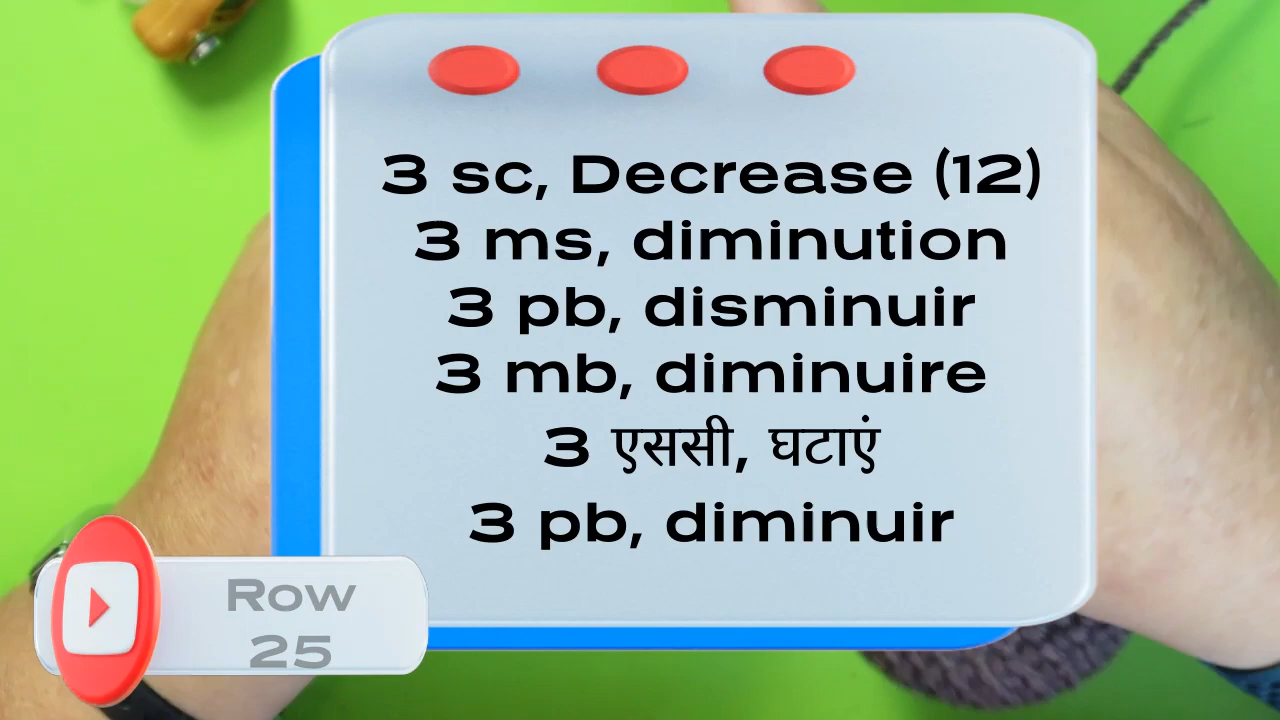 3 sc, Decrease (12)
3 ms, diminution
3 pb, disminuir
3 mb, diminuire
3 एससी, घटाएं
3 pb, diminuir
Row
25